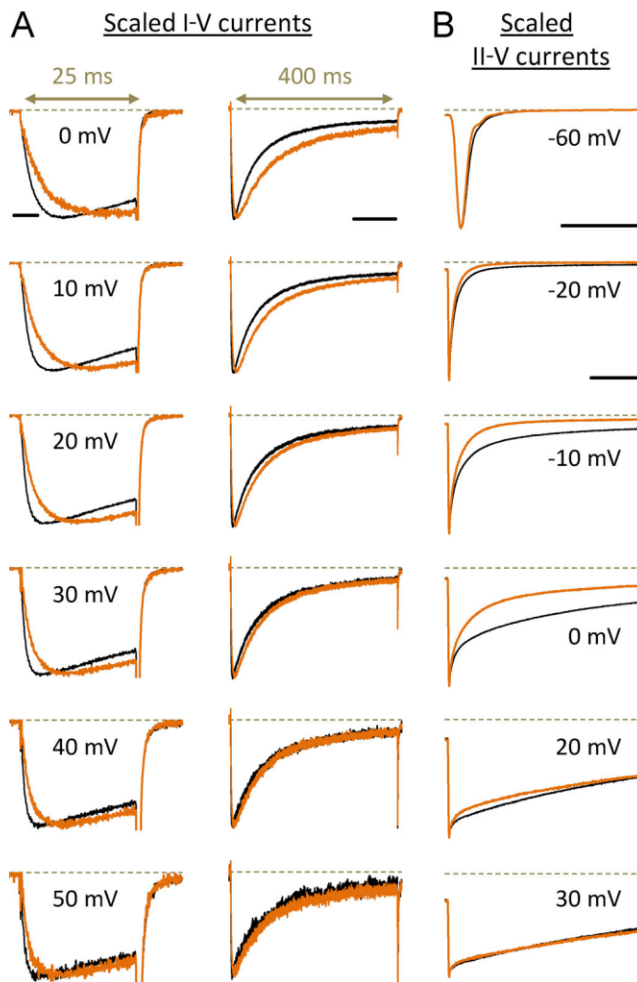 A
Scaled I-V currents
B
Scaled
II-V currents
25 ms
400 ms
0 mV
-60 mV
10 mV
-20 mV
20 mV
-10 mV
30 mV
0 mV
40 mV
20 mV
50 mV
30 mV